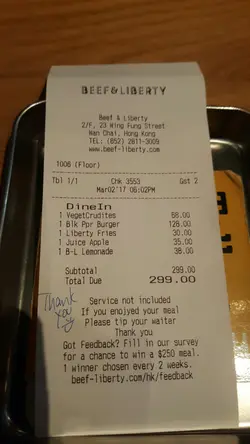 BEEF&LIBERTY
Beef & Liberty
2/F, 23 Wing Fung Street
Wan Chai, Hong Kong
TEL: (852) 2811-3009
www.beef-liberty.com
1008 (Floor)
Tbl 1/1 Chk 3553 Gst 2
Mar02'17 06:02PM
DineIn
1 VegetCrudites 68.00
1 Blk Ppr Burger 128.00
1 Liberty Fries 30.00
1 Juice Apple 35.00
1 B-L Lemonade 38.00
Subtotal 299.00
Total Due 299.00
Thank you
Service not included
If you enjoyed your meal
Please tip your waiter
Thank you
Got Feedback? Fill in our survey
for a chance to win a $250 meal.
1 winner chosen every 2 weeks.
beef-liberty.com/hk/feedback